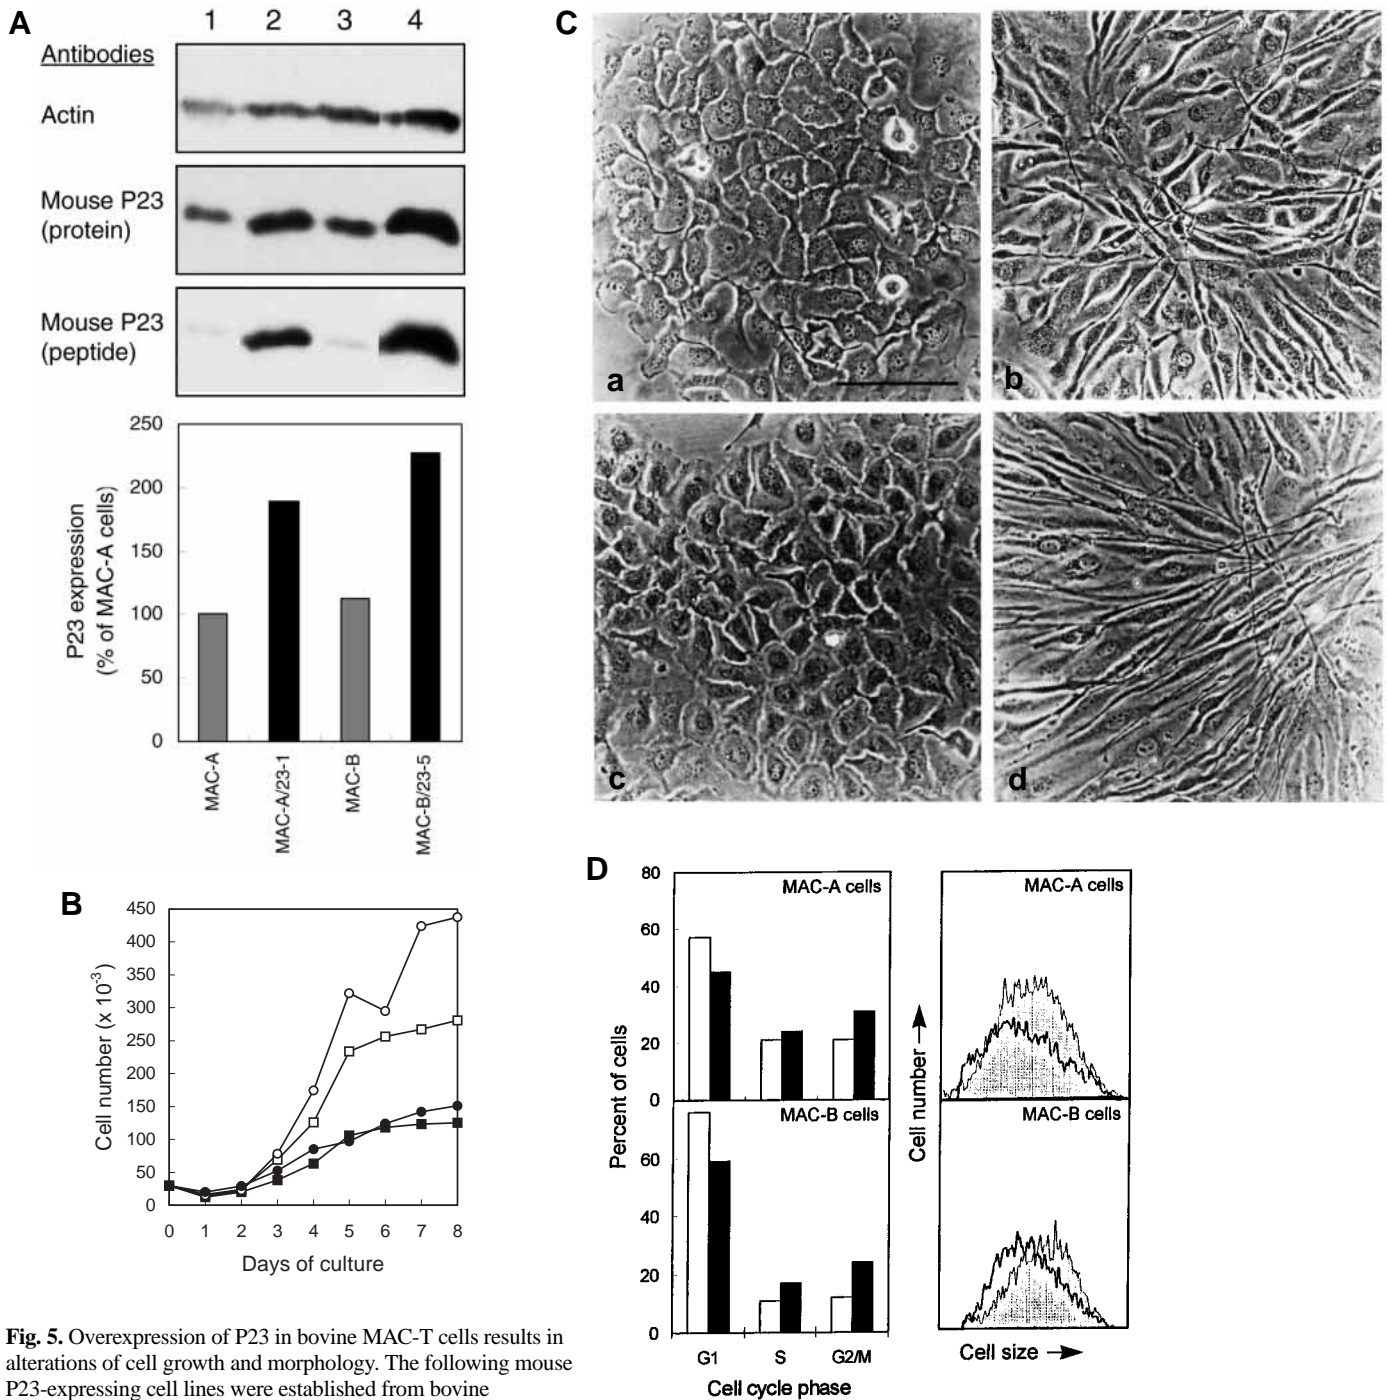 A
1 2 3 4
Antibodies
Actin
Mouse P23
(protein)
Mouse P23
(peptide)
P23 expression
(% of MAC-A cells)
250
200
150
100
50
0
MAC-A
MAC-A/23-1
MAC-B
MAC-B/23-5
B
Cell number (x 10-3)
450
400
350
300
250
200
150
100
50
0
0 1 2 3 4 5 6 7 8
Days of culture
C
a
b
c
d
D
Percent of cells
80
60
40
20
0
MAC-A cells
60
40
20
0
MAC-B cells
G1 S G2/M
Cell cycle phase
Cell number
MAC-A cells
MAC-B cells
Cell size
Fig. 5. Overexpression of P23 in bovine MAC-T cells results in
alterations of cell growth and morphology. The following mouse
P23-expressing cell lines were established from bovine